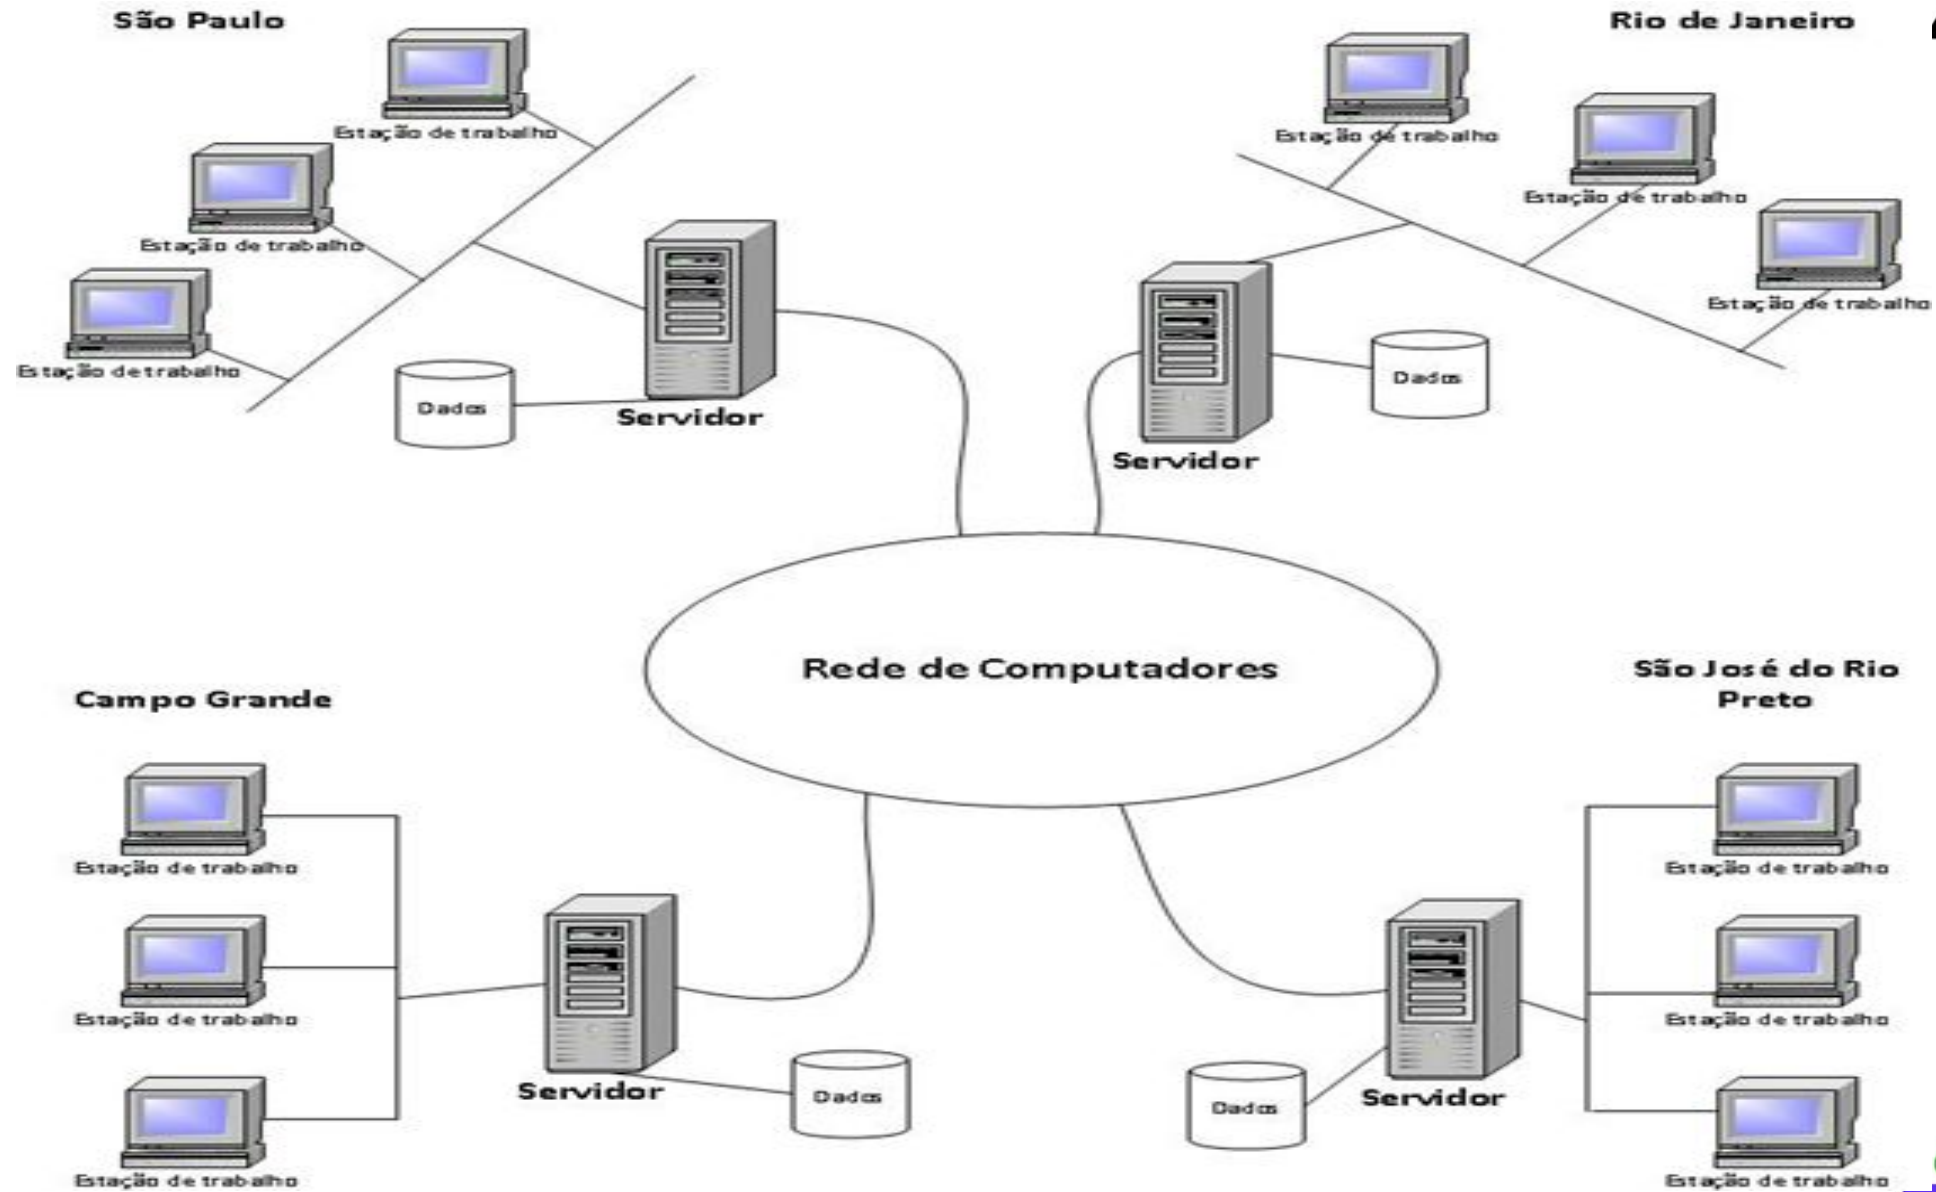 São Paulo
Estação de trabalho
Estação de trabalho
Estação de trabalho
Dados
Servidor
Rio de Janeiro
Estação de trabalho
Estação de trabalho
Estação de trabalho
Dados
Servidor
Rede de Computadores
Campo Grande
Estação de trabalho
Estação de trabalho
Estação de trabalho
Servidor
Dados
São José do Rio
Preto
Estação de trabalho
Estação de trabalho
Estação de trabalho
Servidor
Dados